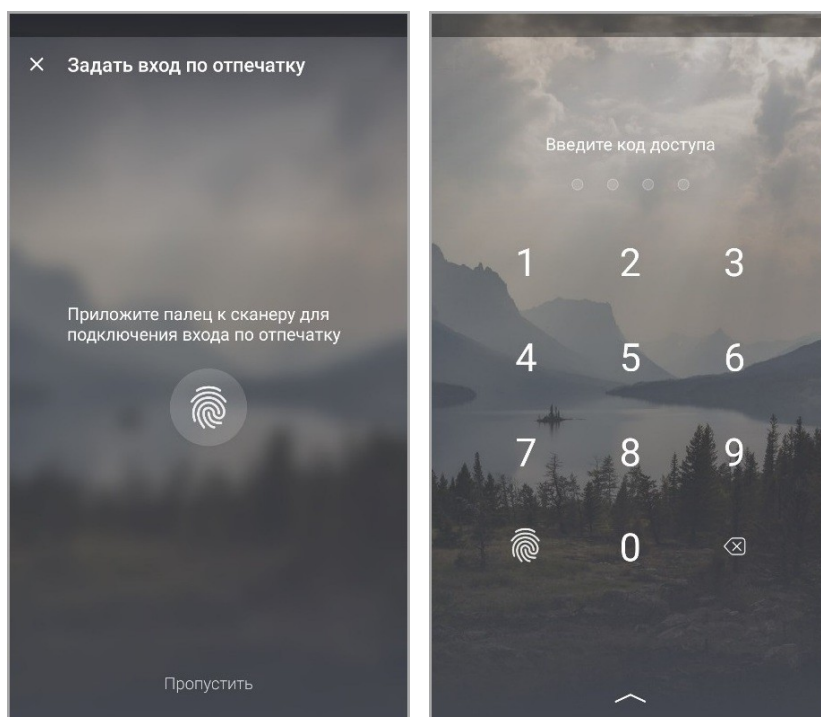 Задать вход по отпечатку
Приложите палец к сканеру для
подключения входа по отпечатку
Пропустить
Введите код доступа
1 2 3
4 5 6
7 8 9
0